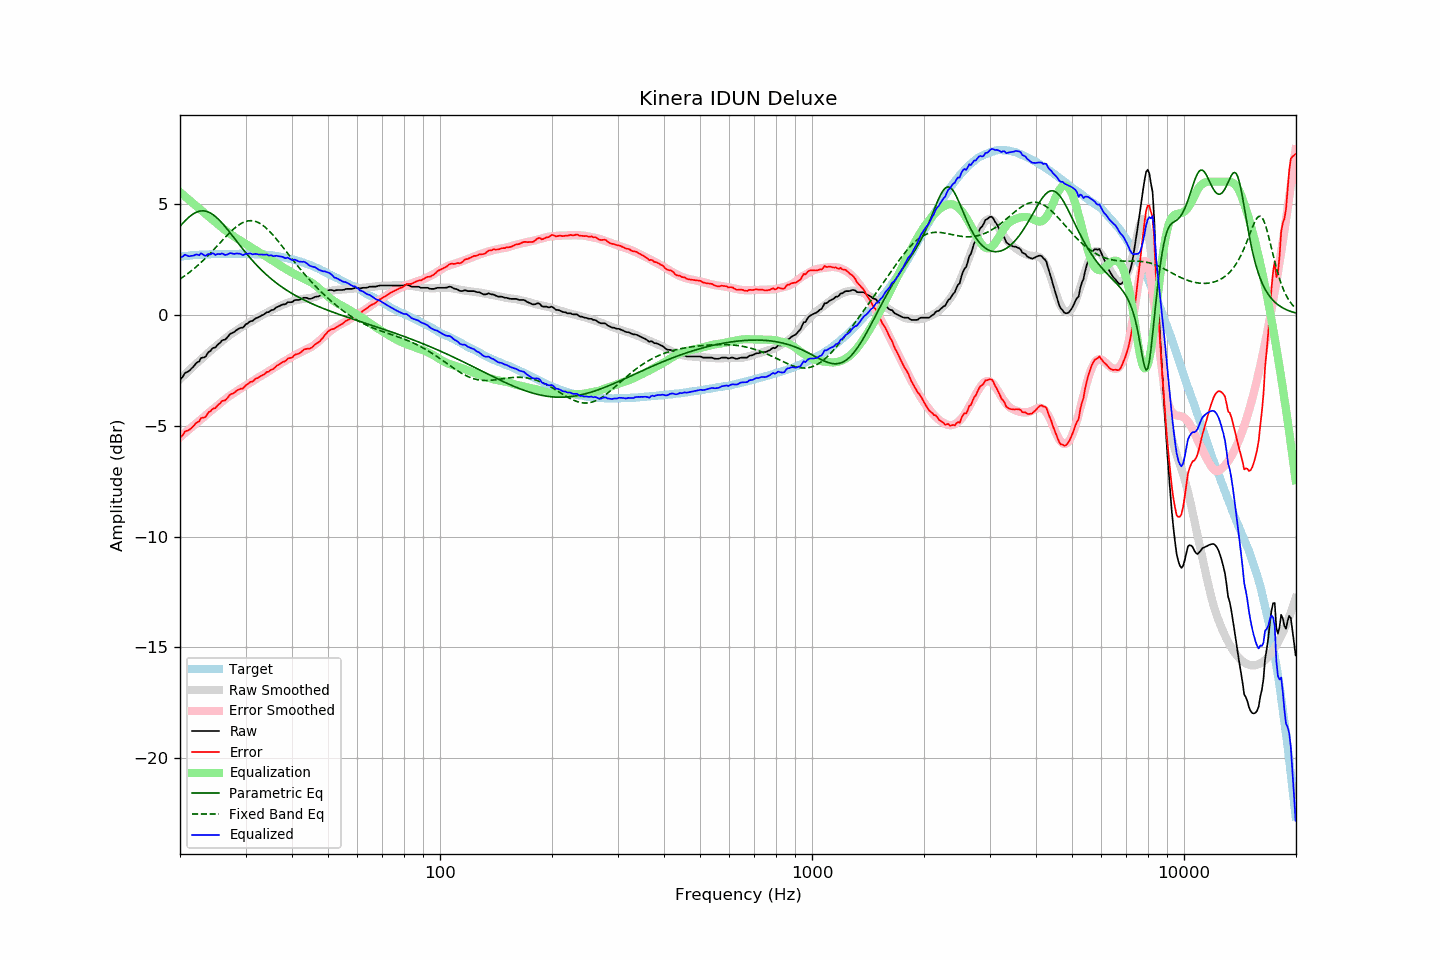 Kinera IDUN Deluxe
Amplitude (dBr)
5
0
−5
−10
−15
−20
Target
Raw Smoothed
Error Smoothed
Raw
Error
Equalization
Parametric Eq
Fixed Band Eq
Equalized
100
1000
10000
Frequency (Hz)